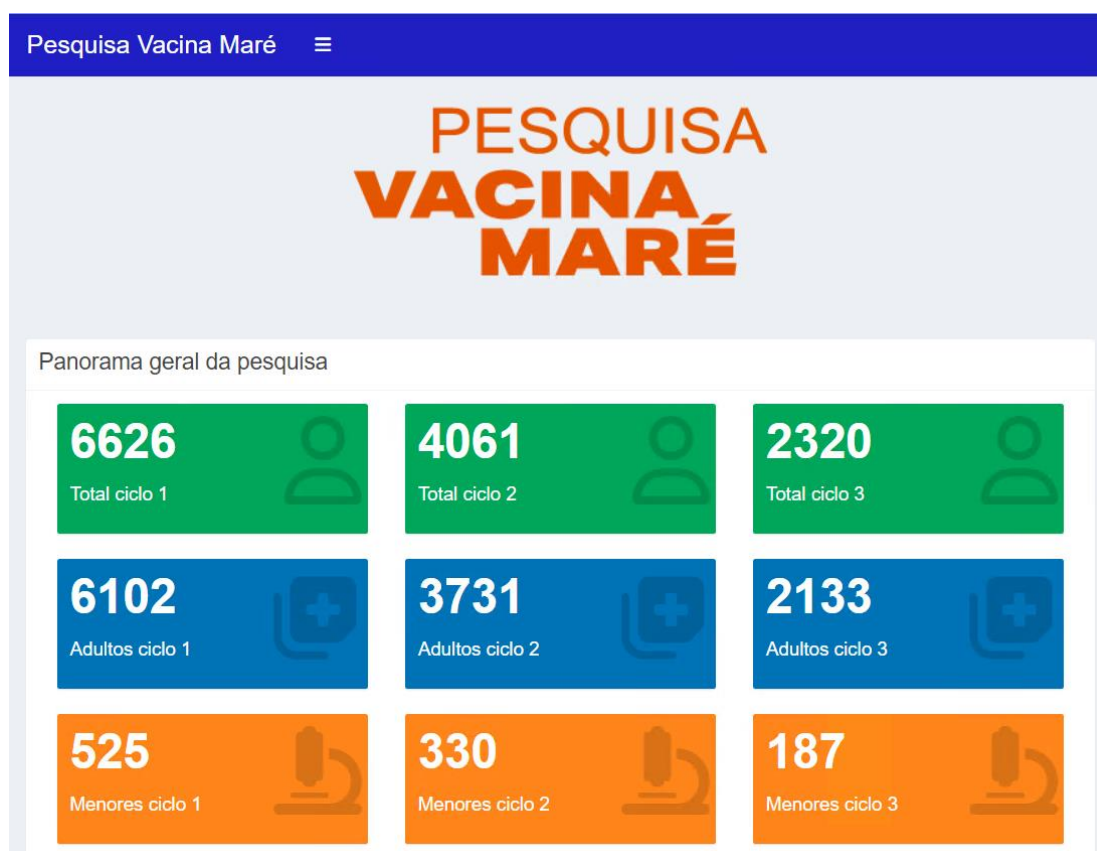 Pesquisa Vacina Maré
PESQUISA
VACINA
MARÉ
Panorama geral da pesquisa
6626
Total ciclo 1
4061
Total ciclo 2
2320
Total ciclo 3
6102
Adultos ciclo 1
3731
Adultos ciclo 2
2133
Adultos ciclo 3
525
Menores ciclo 1
330
Menores ciclo 2
187
Menores ciclo 3